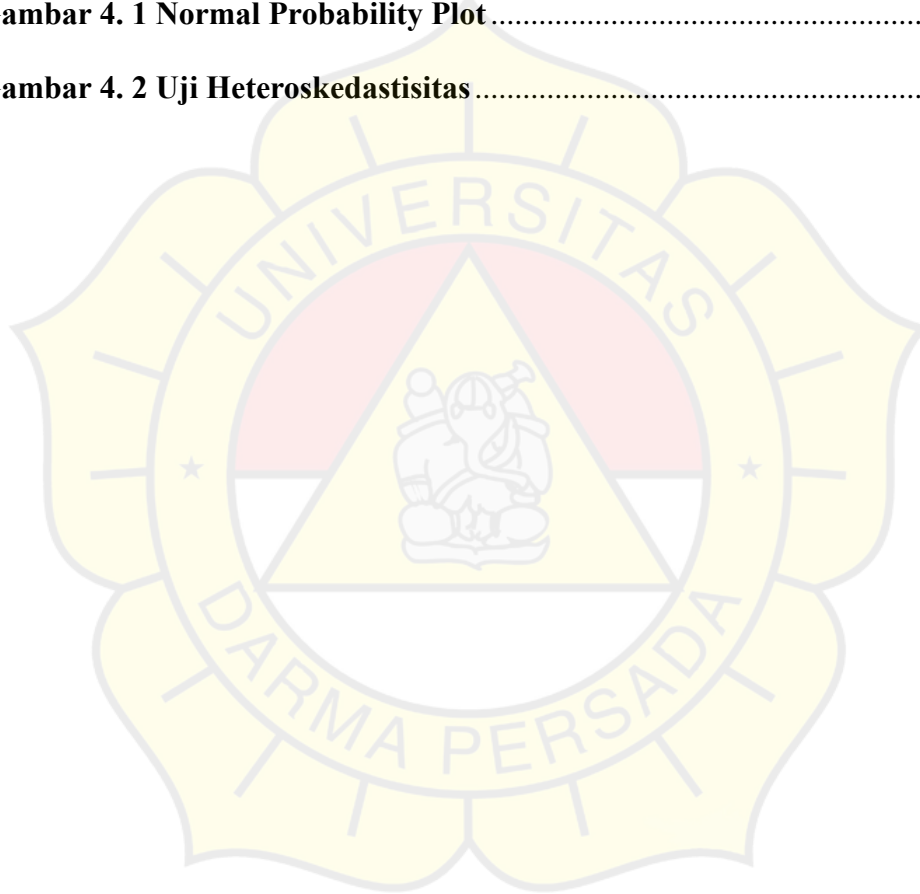 ambar 4. 1 Normal Probability Plot........................................................
ambar 4. 2 Uji Heteroskedastisitas............................................................
UNIVERSITAS
DARMA PERSADA